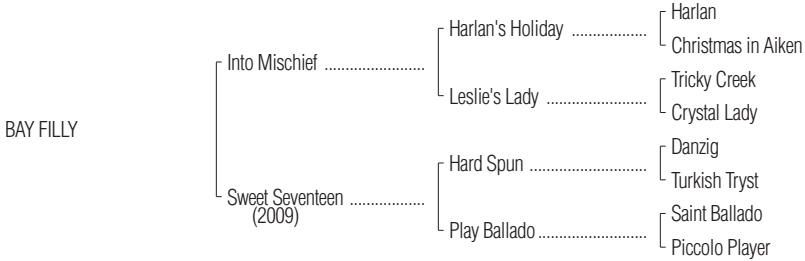 BAY FILLY
Into Mischief ........................
Sweet Seventeen ..................
(2009)
Harlan's Holiday ..................
Leslie's Lady ........................
Hard Spun ............................
Play Ballado ..........................
Harlan
Christmas in Aiken
Tricky Creek
Crystal Lady
Danzig
Turkish Tryst
Saint Ballado
Piccolo Player